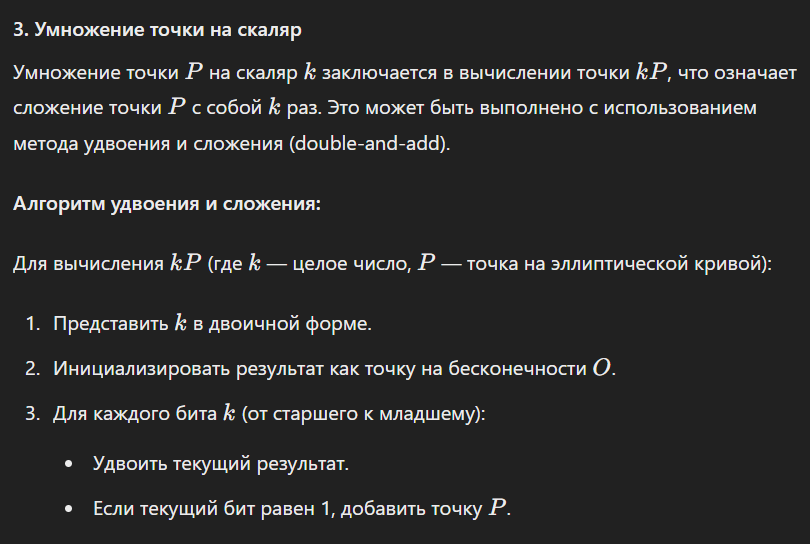 3. Умножение точки на скаляр
Умножение точки P на скаляр k заключается в вычислении точки kP, что означает
сложение точки P с собой k раз. Это может быть выполнено с использованием
метода удвоения и сложения (double-and-add).
Алгоритм удвоения и сложения:
Для вычисления kP (где k — целое число, P — точка на эллиптической кривой):
1. Представить k в двоичной форме.
2. Инициализировать результат как точку на бесконечности O.
3. Для каждого бита k (от старшего к младшему):
• Удвоить текущий результат.
• Если текущий бит равен 1, добавить точку P.